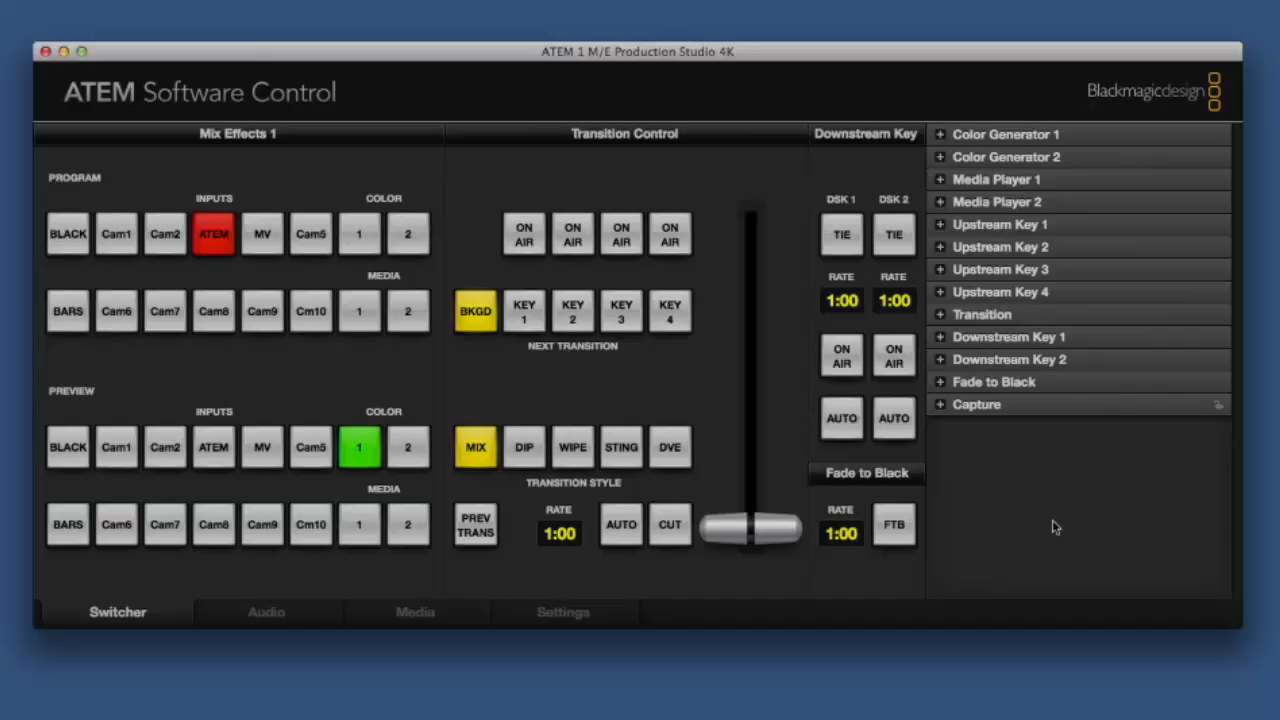 ATEM 1 M/E Production Studio 4K
ATEM Software Control
Blackmagicdesign
Mix Effects 1
PROGRAM
INPUTS
COLOR
BLACK Cam1 Cam2 ATEM MV Cam5 1 2
MEDIA
BARS Cam6 Cam7 Cam8 Cam9 Cm10 1 2
PREVIEW
INPUTS
COLOR
BLACK Cam1 Cam2 ATEM MV Cam5 1 2
MEDIA
BARS Cam6 Cam7 Cam8 Cam9 Cm10 1 2
Transition Control
ON AIR ON AIR ON AIR ON AIR
BKGD KEY 1 KEY 2 KEY 3 KEY 4
NEXT TRANSITION
MIX DIP WIPE STING DVE
TRANSITION STYLE
PREV TRANS
RATE
1:00
AUTO CUT
Downstream Key
DSK 1 DSK 2
TIE TIE
RATE RATE
1:00 1:00
ON AIR ON AIR
AUTO AUTO
Fade to Black
RATE
1:00
FTB
+ Color Generator 1
+ Color Generator 2
+ Media Player 1
+ Media Player 2
+ Upstream Key 1
+ Upstream Key 2
+ Upstream Key 3
+ Upstream Key 4
+ Transition
+ Downstream Key 1
+ Downstream Key 2
+ Fade to Black
+ Capture
Switcher Audio Media Settings